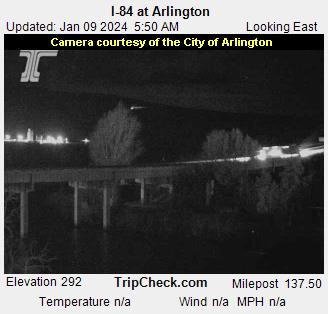 I-84 at Arlington
Updated: Jan 09 2024 5:50 AM Looking East
Camera courtesy of the City of Arlington
Elevation 292 TripCheck.com Milepost 137.50
Temperature n/a Wind n/a MPH n/a